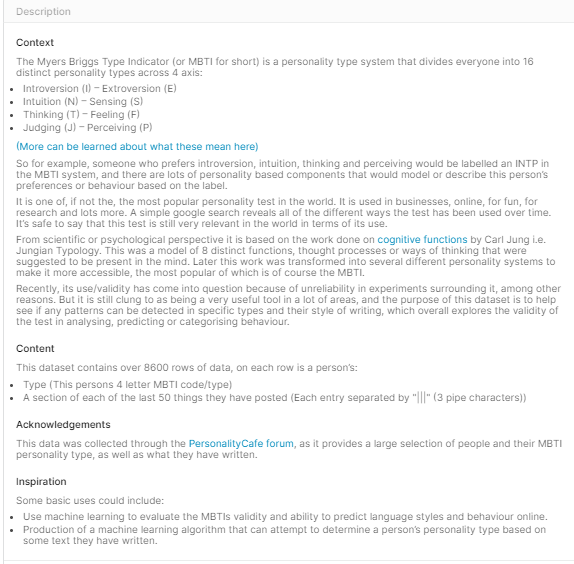 Description
Context
The Myers Briggs Type Indicator (or MBTI for short) is a personality type system that divides everyone into 16
distinct personality types across 4 axis:
• Introversion (I) – Extroversion (E)
• Intuition (N) – Sensing (S)
• Thinking (T) – Feeling (F)
• Judging (J) – Perceiving (P)
(More can be learned about what these mean here)
So for example, someone who prefers introversion, intuition, thinking and perceiving would be labelled an INTP in
the MBTI system, and there are lots of personality based components that would model or describe this person's
preferences or behaviour based on the label.
It is one of, if not the, the most popular personality test in the world. It is used in businesses, online, for fun, for
research and lots more. A simple google search reveals all of the different ways the test has been used over time.
It's safe to say that this test is still very relevant in the world in terms of its use.
From scientific or psychological perspective it is based on the work done on cognitive functions by Carl Jung i.e.
Jungian Typology. This was a model of 8 distinct functions, thought processes or ways of thinking that were
suggested to be present in the mind. Later this work was transformed into several different personality systems to
make it more accessible, the most popular of which is of course the MBTI.
Recently, its use/validity has come into question because of unreliability in experiments surrounding it, among other
reasons. But it is still clung to as being a very useful tool in a lot of areas, and the purpose of this dataset is to help
see if any patterns can be detected in specific types and their style of writing, which overall explores the validity of
the test in analysing, predicting or categorising behaviour.
Content
This dataset contains over 8600 rows of data, on each row is a person's:
• Type (This persons 4 letter MBTI code/type)
• A section of each of the last 50 things they have posted (Each entry separated by "|||" (3 pipe characters))
Acknowledgements
This data was collected through the PersonalityCafe forum, as it provides a large selection of people and their MBTI
personality type, as well as what they have written.
Inspiration
Some basic uses could include:
• Use machine learning to evaluate the MBTIs validity and ability to predict language styles and behaviour online.
• Production of a machine learning algorithm that can attempt to determine a person's personality type based on
some text they have written.